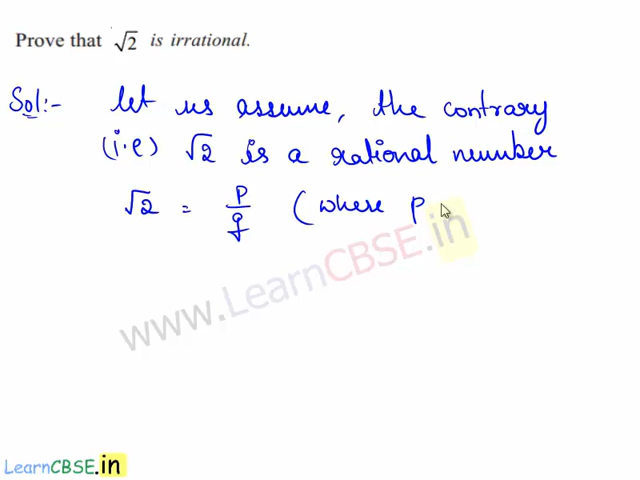 Prove that √2 is irrational.
Sol:- let us assume, the contrary
(i.e) √2 is a rational number
√2 = p/q (where p
www.LearnCBSE.in
LearnCBSE.in